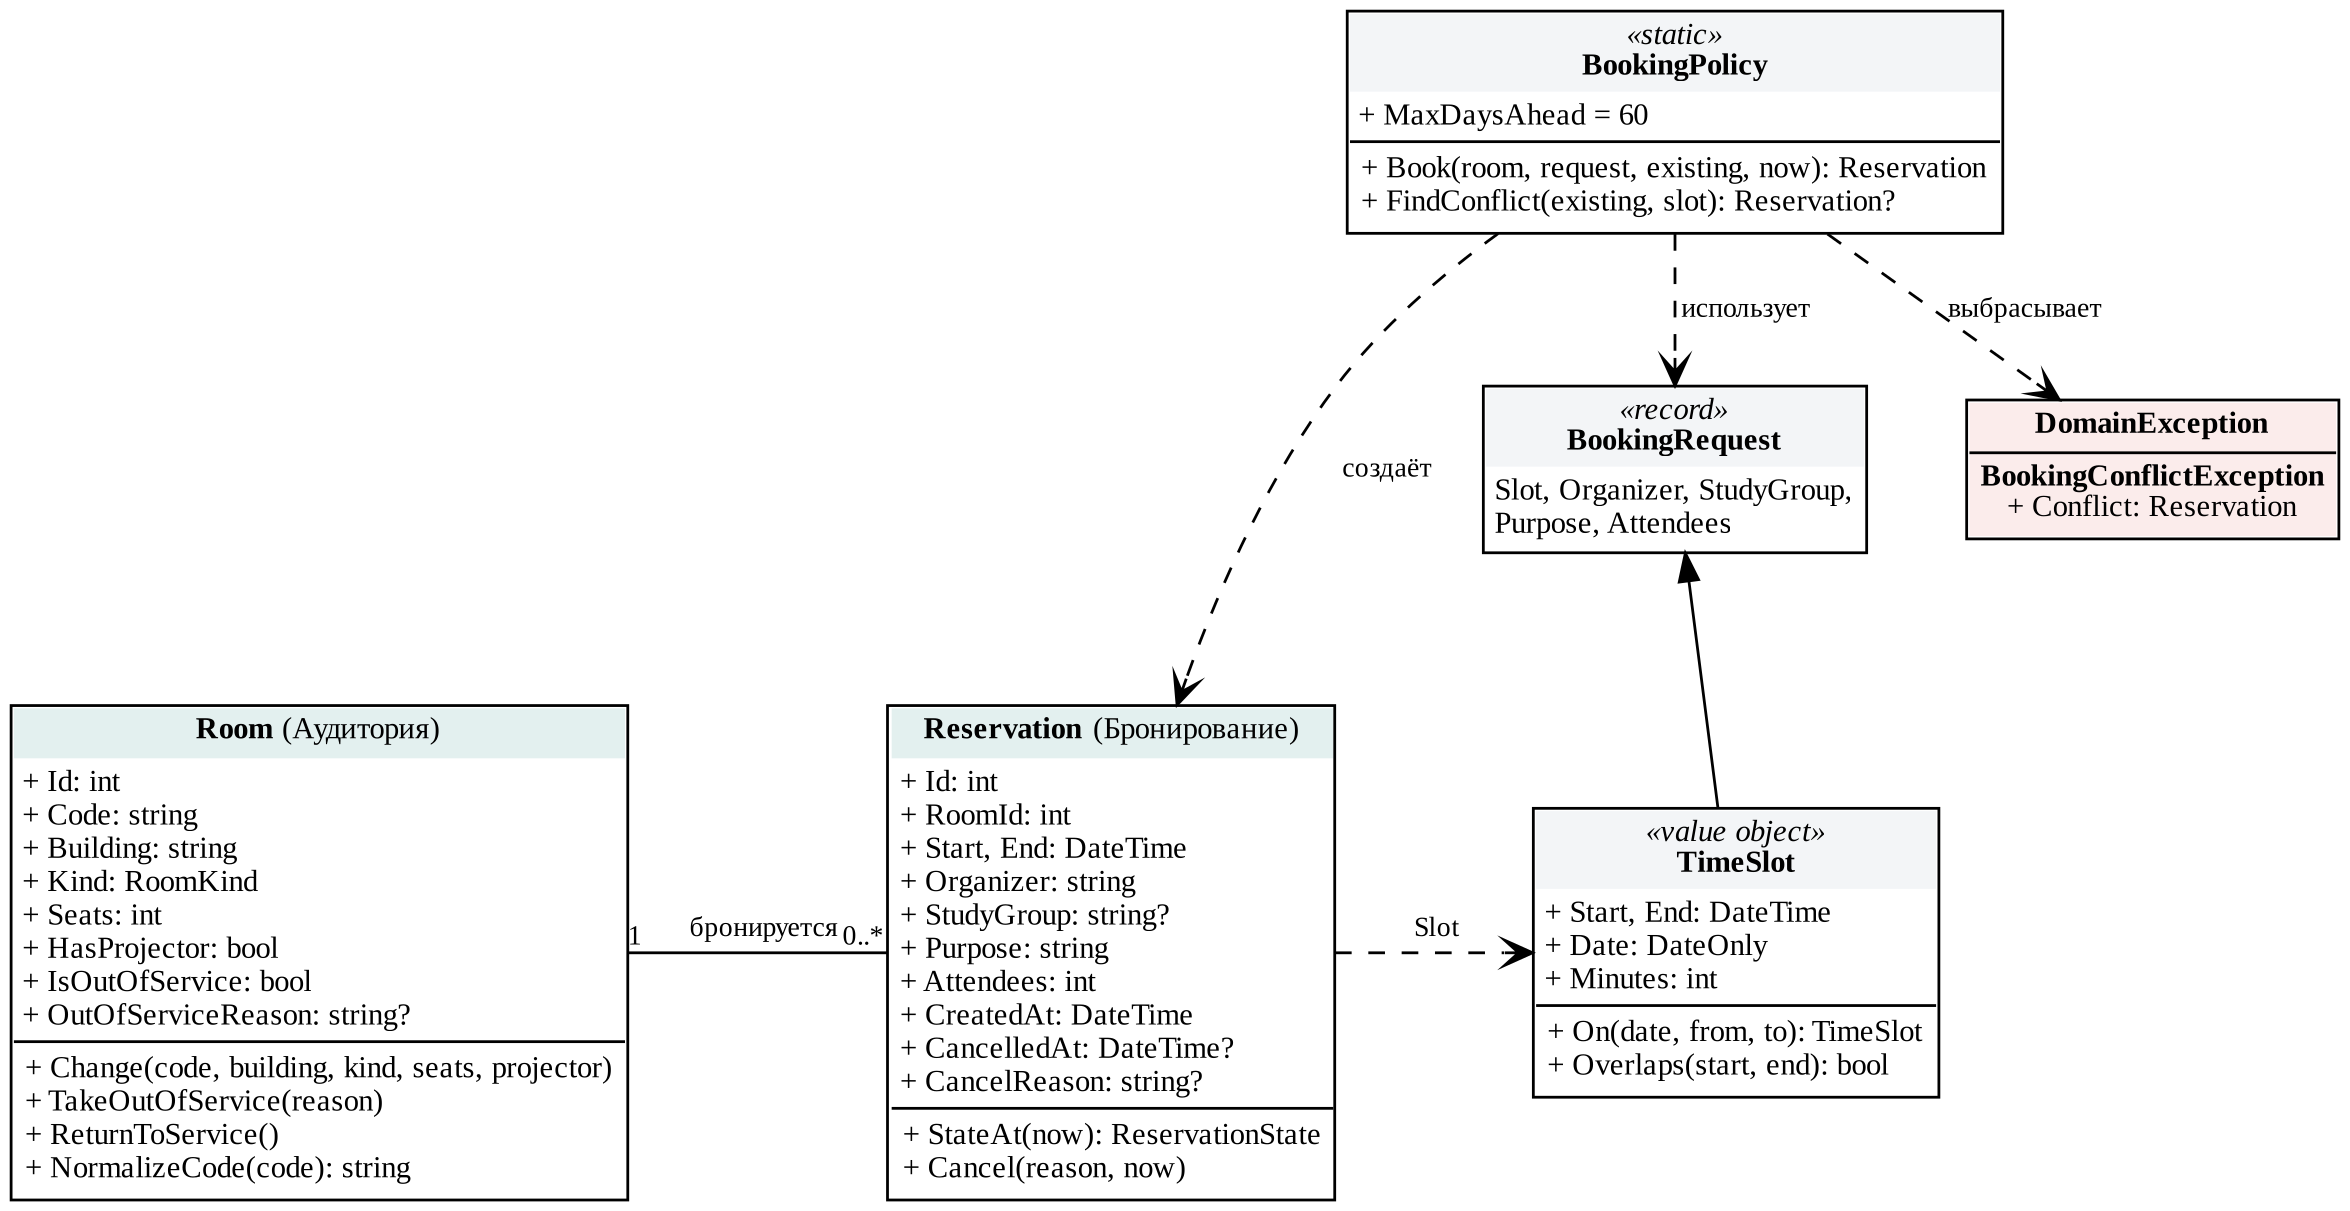 «static»
BookingPolicy
+ MaxDaysAhead = 60
+ Book(room, request, existing, now): Reservation
+ FindConflict(existing, slot): Reservation?
использует
выбрасывает
создаёт
«record»
BookingRequest
Slot, Organizer, StudyGroup,
Purpose, Attendees
DomainException
BookingConflictException
+ Conflict: Reservation
Room (Аудитория)
+ Id: int
+ Code: string
+ Building: string
+ Kind: RoomKind
+ Seats: int
+ HasProjector: bool
+ IsOutOfService: bool
+ OutOfServiceReason: string?
+ Change(code, building, kind, seats, projector)
+ TakeOutOfService(reason)
+ ReturnToService()
+ NormalizeCode(code): string
1
бронируется
0..*
Reservation (Бронирование)
+ Id: int
+ RoomId: int
+ Start, End: DateTime
+ Organizer: string
+ StudyGroup: string?
+ Purpose: string
+ Attendees: int
+ CreatedAt: DateTime
+ CancelledAt: DateTime?
+ CancelReason: string?
+ StateAt(now): ReservationState
+ Cancel(reason, now)
Slot
«value object»
TimeSlot
+ Start, End: DateTime
+ Date: DateOnly
+ Minutes: int
+ On(date, from, to): TimeSlot
+ Overlaps(start, end): bool